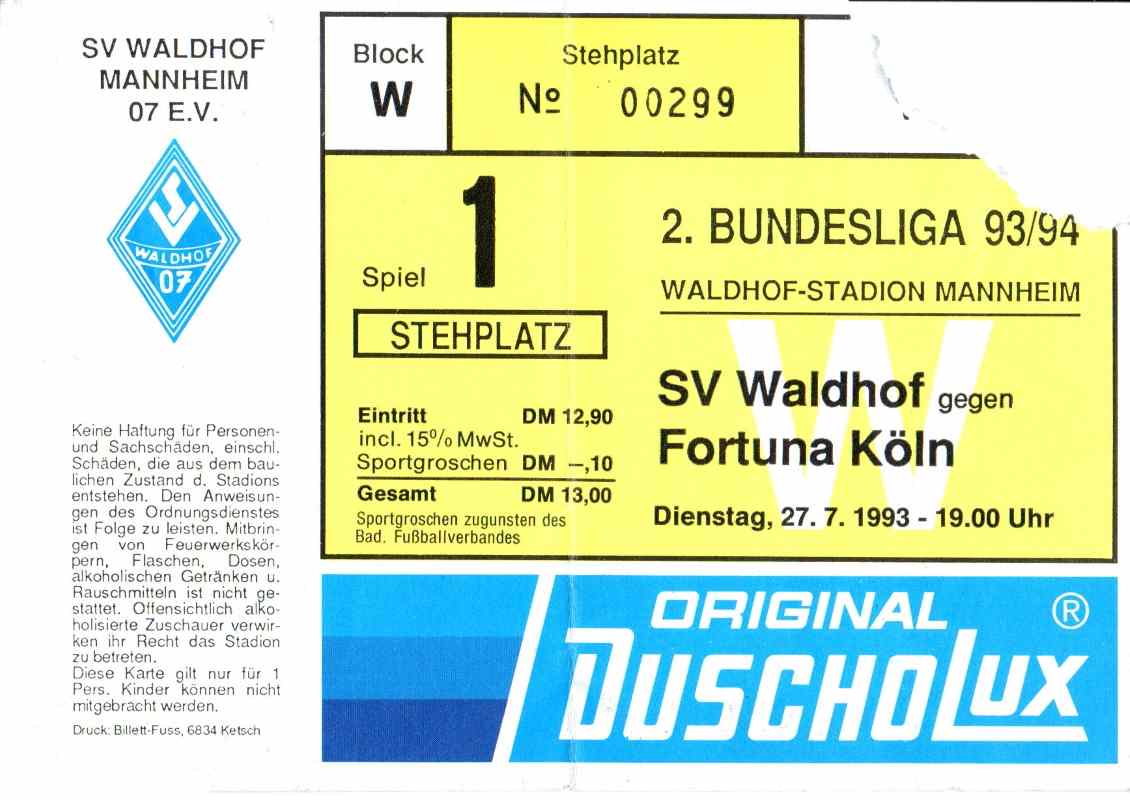 SV WALDHOF
MANNHEIM
07 E.V.
SV
WALDHOF
07
Keine Haftung für Personen-
und Sachschäden, einschl.
Schäden, die aus dem bau-
lichen Zustand d. Stadions
entstehen. Den Anweisun-
gen des Ordnungsdienstes
ist Folge zu leisten. Mitbrin-
gen von Feuerwerkskör-
pern, Flaschen, Dosen,
alkoholischen Getränken u.
Rauschmitteln ist nicht ge-
stattet. Offensichtlich alko-
holisierte Zuschauer verwir-
ken ihr Recht das Stadion
zu betreten.
Diese Karte gilt nur für 1
Pers. Kinder können nicht
mitgebracht werden.
Druck: Billett-Fuss, 6834 Ketsch
Block
W
Stehplatz
Nº 00299
Spiel 1
STEHPLATZ
Eintritt DM 12,90
incl. 15% MwSt.
Sportgroschen DM –,10
Gesamt DM 13,00
Sportgroschen zugunsten des
Bad. Fußballverbandes
2. BUNDESLIGA 93/94
WALDHOF-STADION MANNHEIM
W
SV Waldhof gegen
Fortuna Köln
Dienstag, 27. 7. 1993 - 19.00 Uhr
ORIGINAL ®
DUSCHOLUX